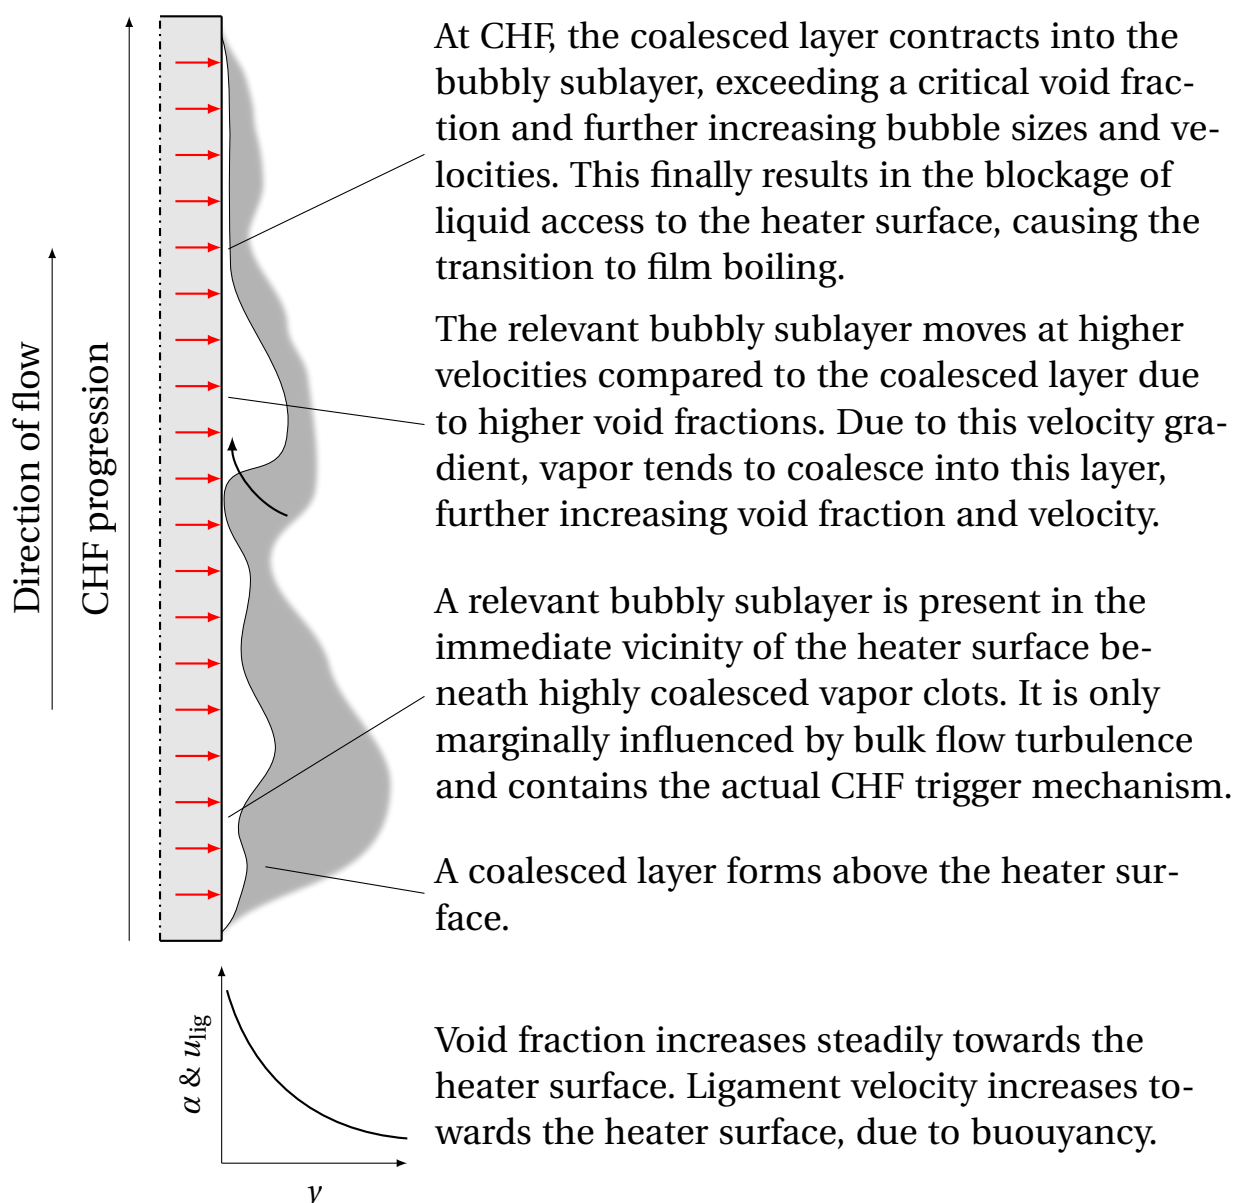 At CHF, the coalesced layer contracts into the
bubbly sublayer, exceeding a critical void frac-
tion and further increasing bubble sizes and ve-
locities. This finally results in the blockage of
liquid access to the heater surface, causing the
transition to film boiling.
The relevant bubbly sublayer moves at higher
velocities compared to the coalesced layer due
to higher void fractions. Due to this velocity gra-
dient, vapor tends to coalesce into this layer,
further increasing void fraction and velocity.
A relevant bubbly sublayer is present in the
immediate vicinity of the heater surface be-
neath highly coalesced vapor clots. It is only
marginally influenced by bulk flow turbulence
and contains the actual CHF trigger mechanism.
A coalesced layer forms above the heater sur-
face.
Direction of flow
CHF progression
α & u_lig
y
Void fraction increases steadily towards the
heater surface. Ligament velocity increases to-
wards the heater surface, due to buouyancy.